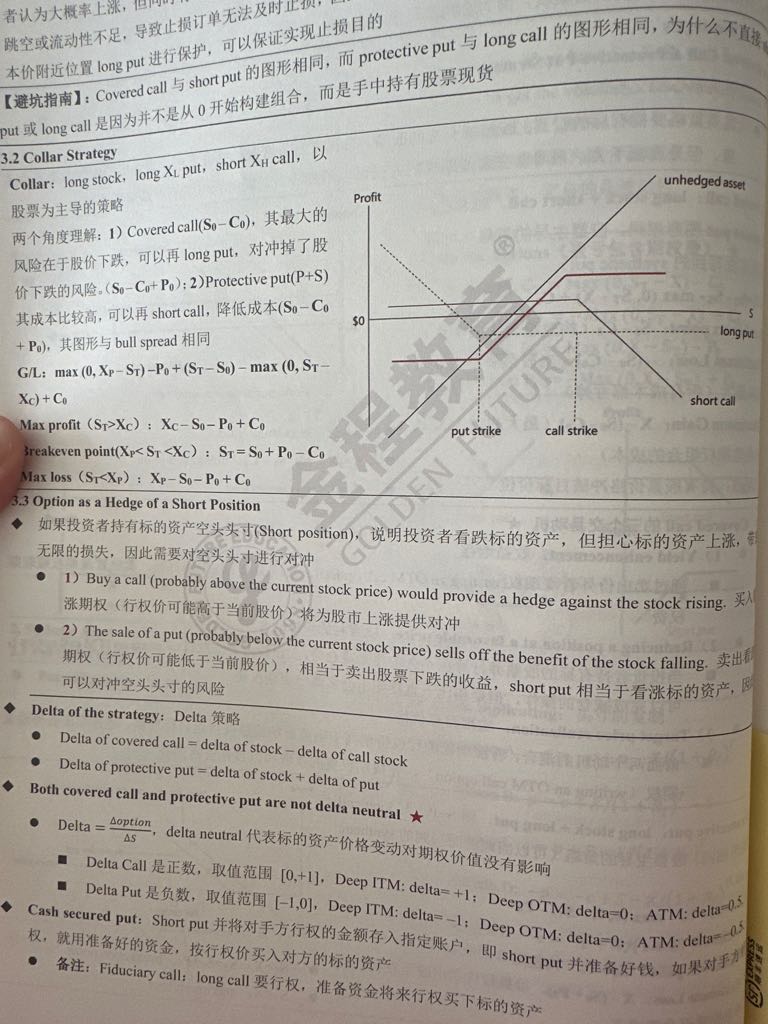 者认为大概率上涨，但同时
跳空或流动性不足，导致止损订单无法及时止损，
本价附近位置 long put 进行保护，可以保证实现止损目的
【避坑指南】：Covered call 与 short put 的图形相同，而 protective put 与 long call 的图形相同，为什么不直接
put 或 long call 是因为并不是从 0 开始构建组合，而是手中持有股票现货
3.2 Collar Strategy
Collar：long stock，long XL put，short XH call，以
股票为主导的策略
两个角度理解：1）Covered call(S0 – C0)，其最大的
风险在于股价下跌，可以再 long put，对冲掉了股
价下跌的风险。（S0 – C0+ P0）；2)Protective put(P+S)
其成本比较高，可以再 short call，降低成本(S0 – C0
+ P0)，其图形与 bull spread 相同
G/L：max (0, XP – ST) –P0 + (ST – S0) – max (0, ST –
XC) + C0
Max profit（ST>XC）：XC – S0 – P0 + C0
Breakeven point(XP< ST <XC）：ST = S0 + P0 – C0
Max loss（ST<XP）：XP – S0 – P0 + C0
Profit
unhedged asset
$0
S
long put
short call
put strike
call strike
®
金程教育
GOLDEN FUTURE
3.3 Option as a Hedge of a Short Position
◆ 如果投资者持有标的资产空头头寸(Short position)，说明投资者看跌标的资产，但担心标的资产上涨，
无限的损失，因此需要对空头头寸进行对冲
● 1）Buy a call (probably above the current stock price) would provide a hedge against the stock rising. 买入
涨期权（行权价可能高于当前股价）将为股市上涨提供对冲
● 2）The sale of a put (probably below the current stock price) sells off the benefit of the stock falling. 卖出看
期权（行权价可能低于当前股价），相当于卖出股票下跌的收益，short put 相当于看涨标的资产，
可以对冲空头头寸的风险
◆ Delta of the strategy：Delta 策略
● Delta of covered call = delta of stock – delta of call stock
● Delta of protective put = delta of stock + delta of put
◆ Both covered call and protective put are not delta neutral ★
● Delta = Δoption/ΔS，delta neutral 代表标的资产价格变动对期权价值没有影响
■ Delta Call 是正数，取值范围 [0,+1]，Deep ITM: delta= +1；Deep OTM: delta=0；ATM: delta=0.5
■ Delta Put 是负数，取值范围 [–1,0]，Deep ITM: delta= –1；Deep OTM: delta=0；ATM: delta= –0.5
◆ Cash secured put：Short put 并将对手方行权的金额存入指定账户，即 short put 并准备好钱，如果对手方
权，就用准备好的资金，按行权价买入对方的标的资产
● 备注：Fiduciary call：long call 要行权，准备资金将来行权买下标的资产
EXPRESS